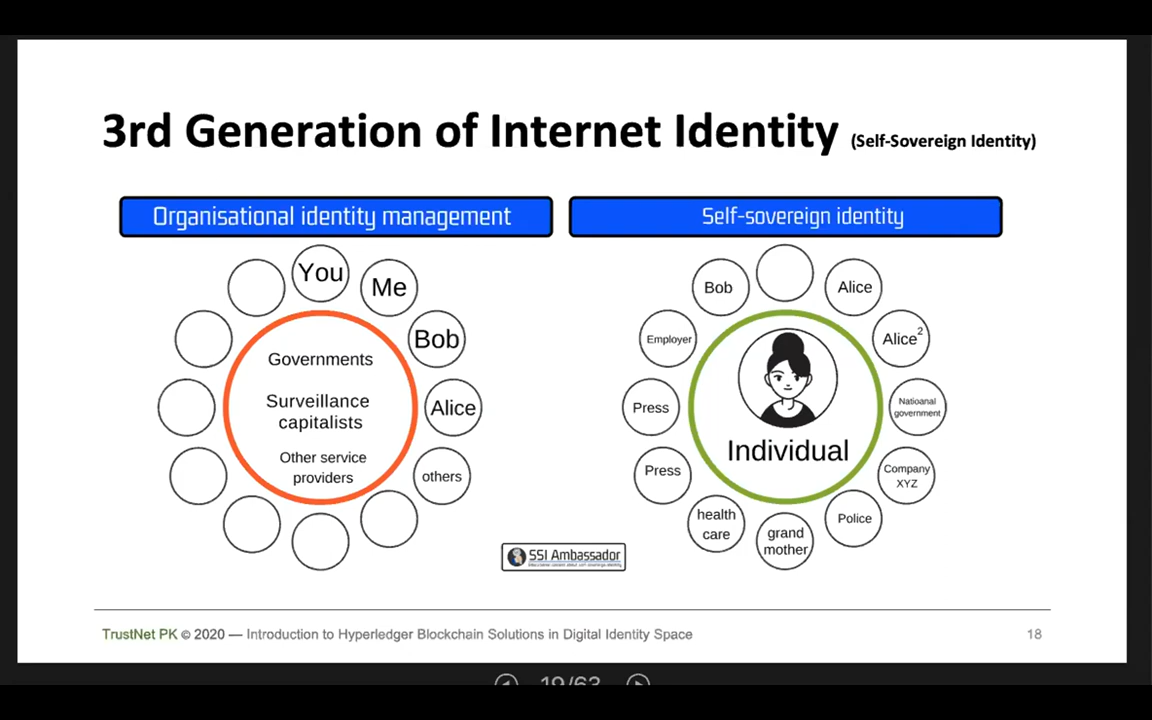 3rd Generation of Internet Identity (Self-Sovereign Identity)
Organisational identity management
Self-sovereign identity
You
Me
Bob
Alice
others
Governments
Surveillance
capitalists
Other service
providers
Bob
Alice
Alice²
Employer
Natioanal
government
Press
Press
Company
XYZ
health
care
grand
mother
Police
Individual
SSI Ambassador
TrustNet PK © 2020 — Introduction to Hyperledger Blockchain Solutions in Digital Identity Space
18
19/63